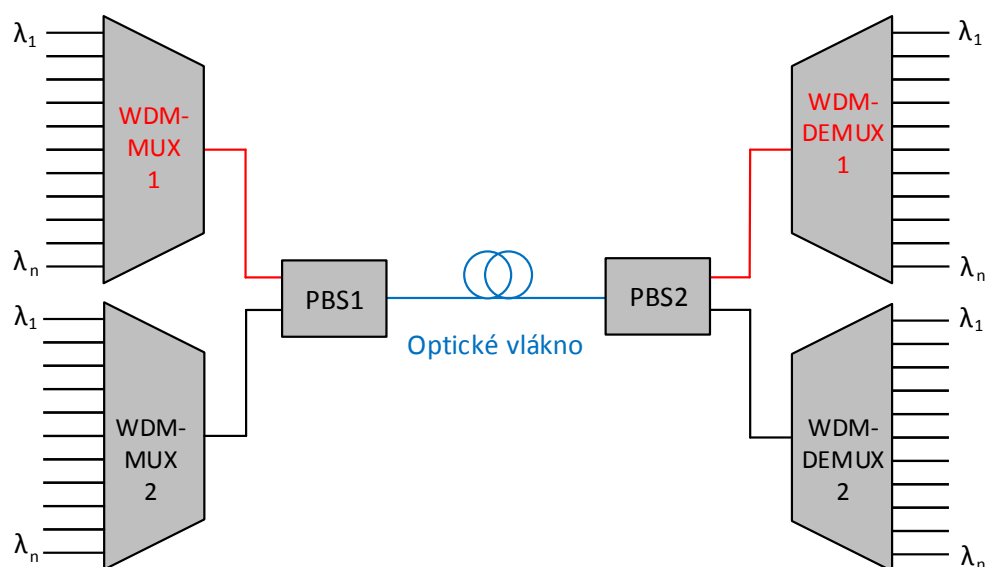 λ1
WDM-
MUX
1
λn
λ1
WDM-
MUX
2
λn
PBS1
Optické vlákno
PBS2
λ1
WDM-
DEMUX
1
λn
λ1
WDM-
DEMUX
2
λn